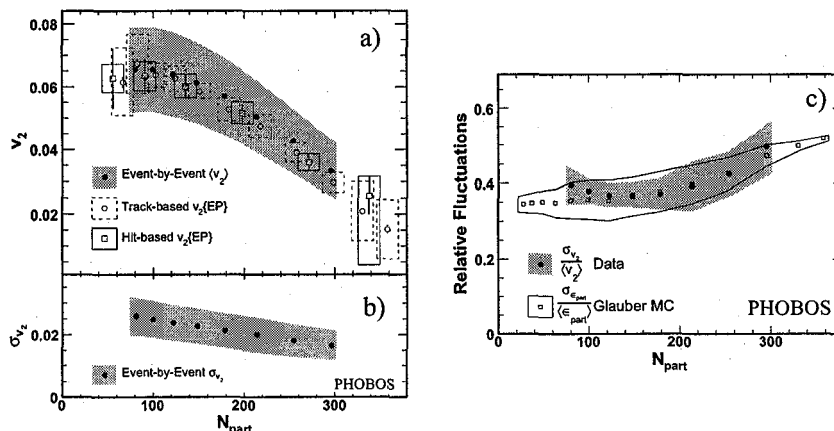 a)
0.08
0.06
0.04
0.02
v2
Event-by-Event ⟨v2⟩
Track-based v2{EP}
Hit-based v2{EP}
b)
0.02
σv2
Event-by-Event σv2
PHOBOS
0 100 200 300
Npart
c)
0.6
0.4
0.2
0
Relative Fluctuations
σv2
⟨v2⟩ Data
σεpart
⟨εpart⟩ Glauber MC
PHOBOS
0 100 200 300
Npart